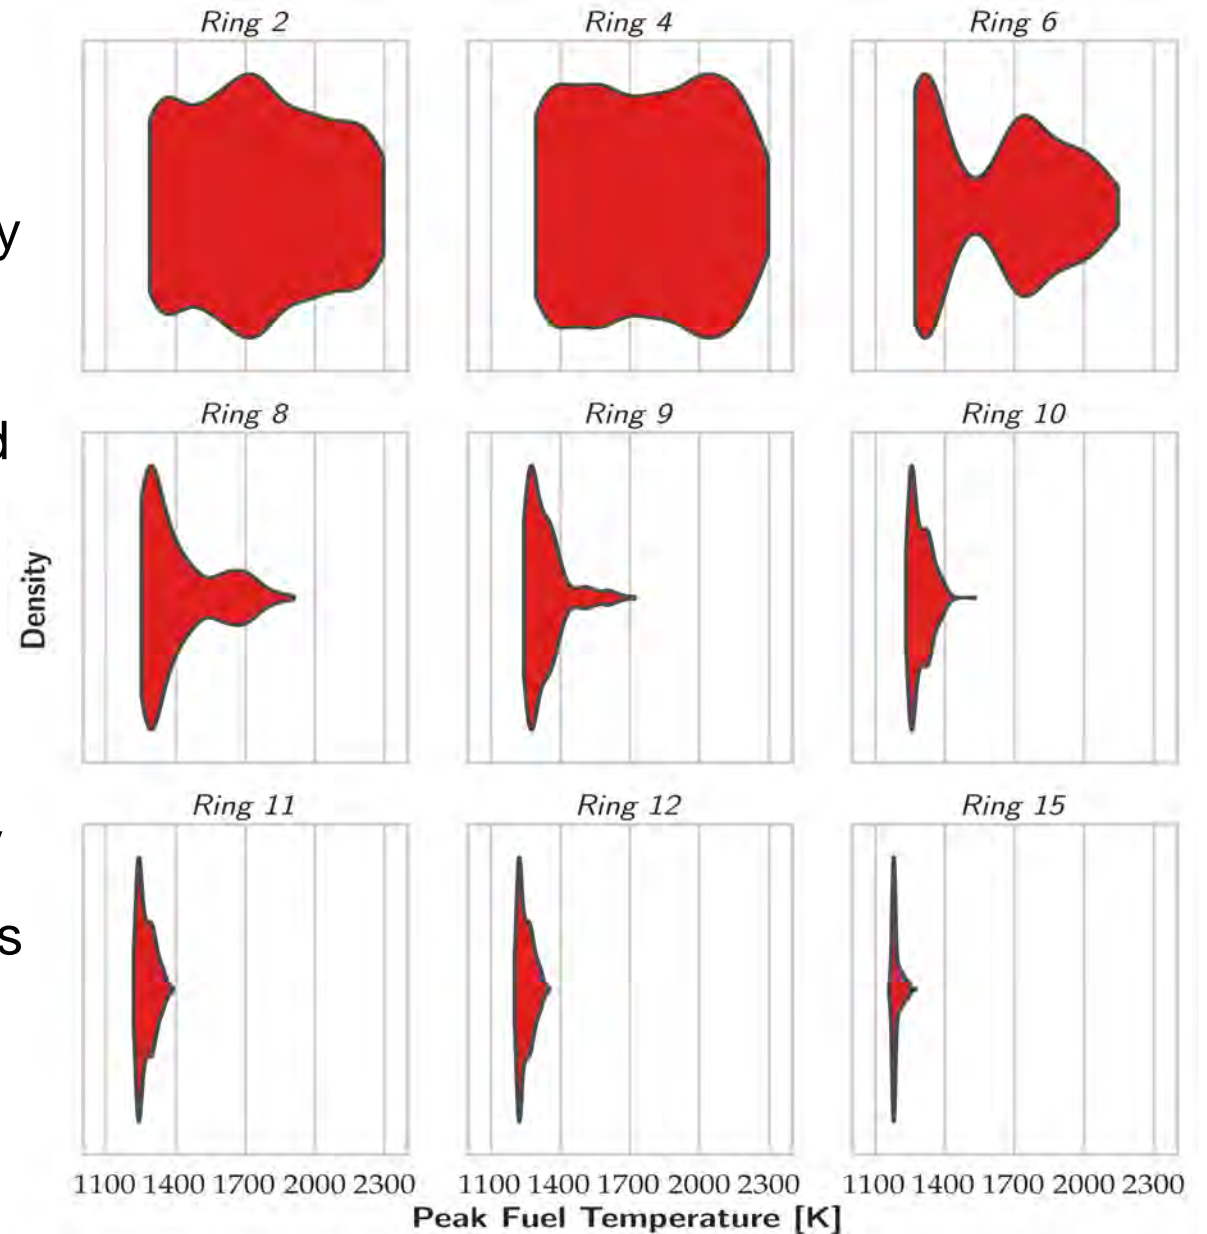 Ring 2
Ring 4
Ring 6
y
Ring 8
Ring 9
Ring 10
d
Density
Ring 11
Ring 12
Ring 15
s
1100 1400 1700 2000 2300
1100 1400 1700 2000 2300
1100 1400 1700 2000 2300
Peak Fuel Temperature [K]